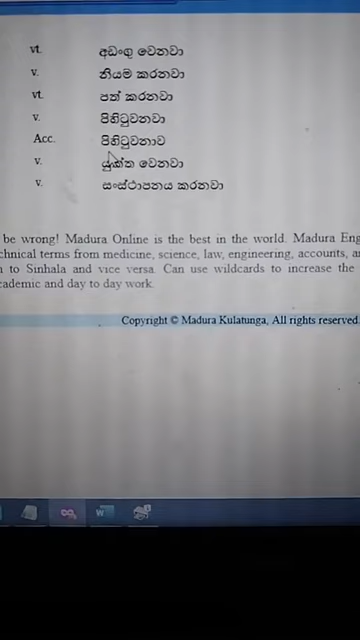 vt. අඩංගු වෙනවා
v. නියම කරනවා
vt. පත් කරනවා
v. පිහිටුවනවා
Acc. පිහිටුවනාව
v. යුක්ත වෙනවා
v. සංස්ථාපනය කරනවා
be wrong! Madura Online is the best in the world. Madura Eng
chnical terms from medicine, science, law, engineering, accounts, a
to Sinhala and vice versa. Can use wildcards to increase the
cademic and day to day work.
Copyright © Madura Kulatunga, All rights reserved